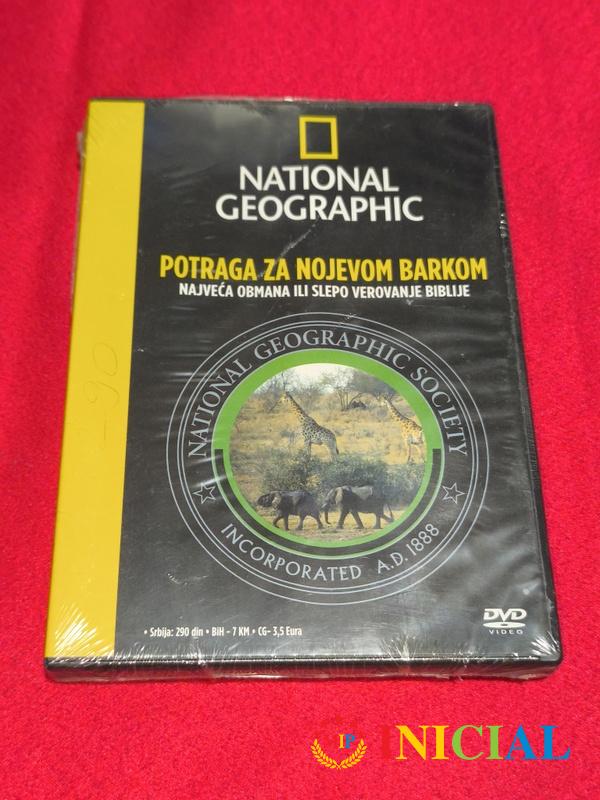 NATIONAL
GEOGRAPHIC
POTRAGA ZA NOJEVOM BARKOM
NAJVEĆA OBMANA ILI SLEPO VEROVANJE BIBLIJE
NATIONAL GEOGRAPHIC SOCIETY
INCORPORATED A.D. 1888
• Srbija: 290 din • BiH - 7 KM • CG- 3,5 Eura
DVD
VIDEO
IP
INICIAL